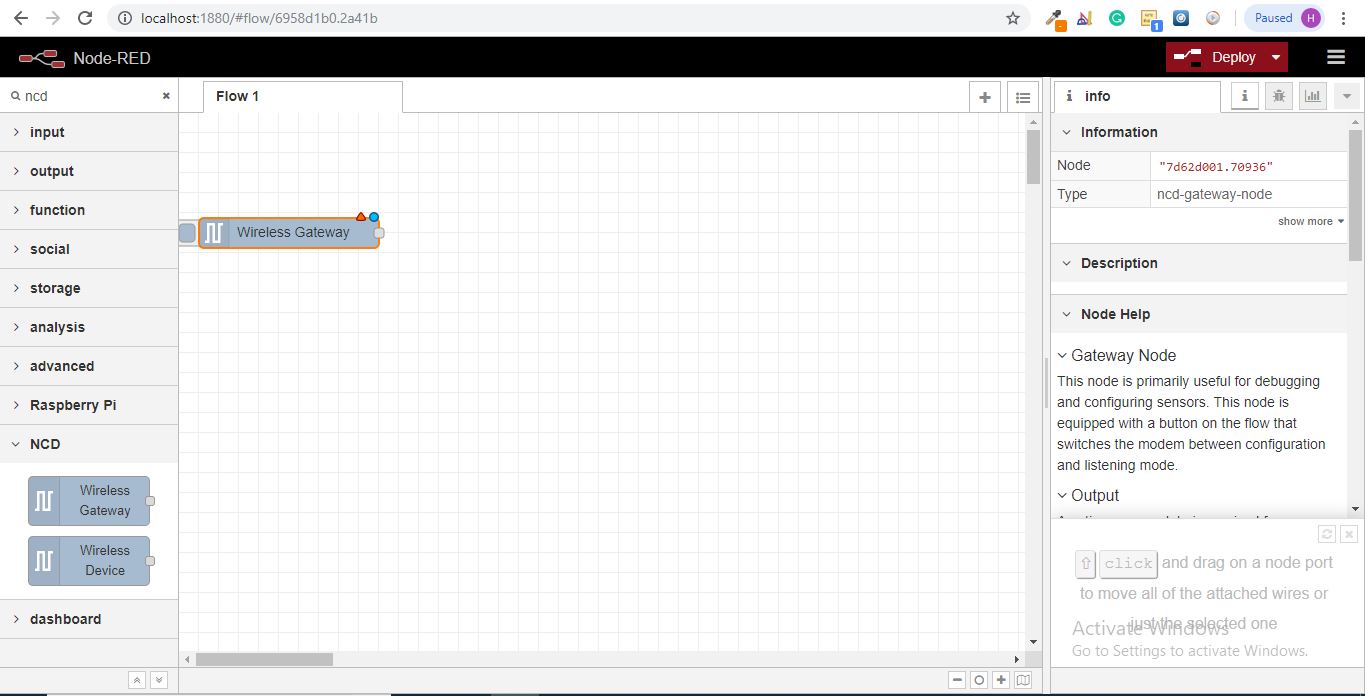 localhost:1880/#flow/6958d1b0.2a41b
1
Paused
H
Node-RED
Deploy
ncd
Flow 1
info
input
output
function
social
storage
analysis
advanced
Raspberry Pi
NCD
Wireless
Gateway
Wireless
Device
dashboard
Wireless Gateway
Information
Node
"7d62d001.70936"
Type
ncd-gateway-node
show more
Description
Node Help
Gateway Node
This node is primarily useful for debugging
and configuring sensors. This node is
equipped with a button on the flow that
switches the modem between configuration
and listening mode.
Output
click and drag on a node port
to move all of the attached wires or
just the selected one
Activate Windows
Go to Settings to activate Windows.